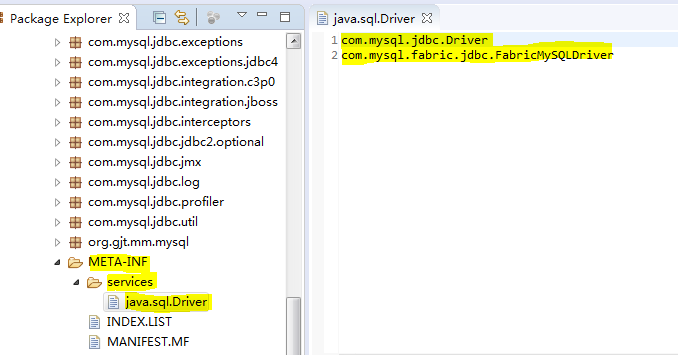 Package Explorer
com.mysql.jdbc.exceptions
com.mysql.jdbc.exceptions.jdbc4
com.mysql.jdbc.integration.c3p0
com.mysql.jdbc.integration.jboss
com.mysql.jdbc.interceptors
com.mysql.jdbc.jdbc2.optional
com.mysql.jdbc.jmx
com.mysql.jdbc.log
com.mysql.jdbc.profiler
com.mysql.jdbc.util
org.gjt.mm.mysql
META-INF
services
java.sql.Driver
INDEX.LIST
MANIFEST.MF
java.sql.Driver
1 com.mysql.jdbc.Driver
2 com.mysql.fabric.jdbc.FabricMySQLDriver